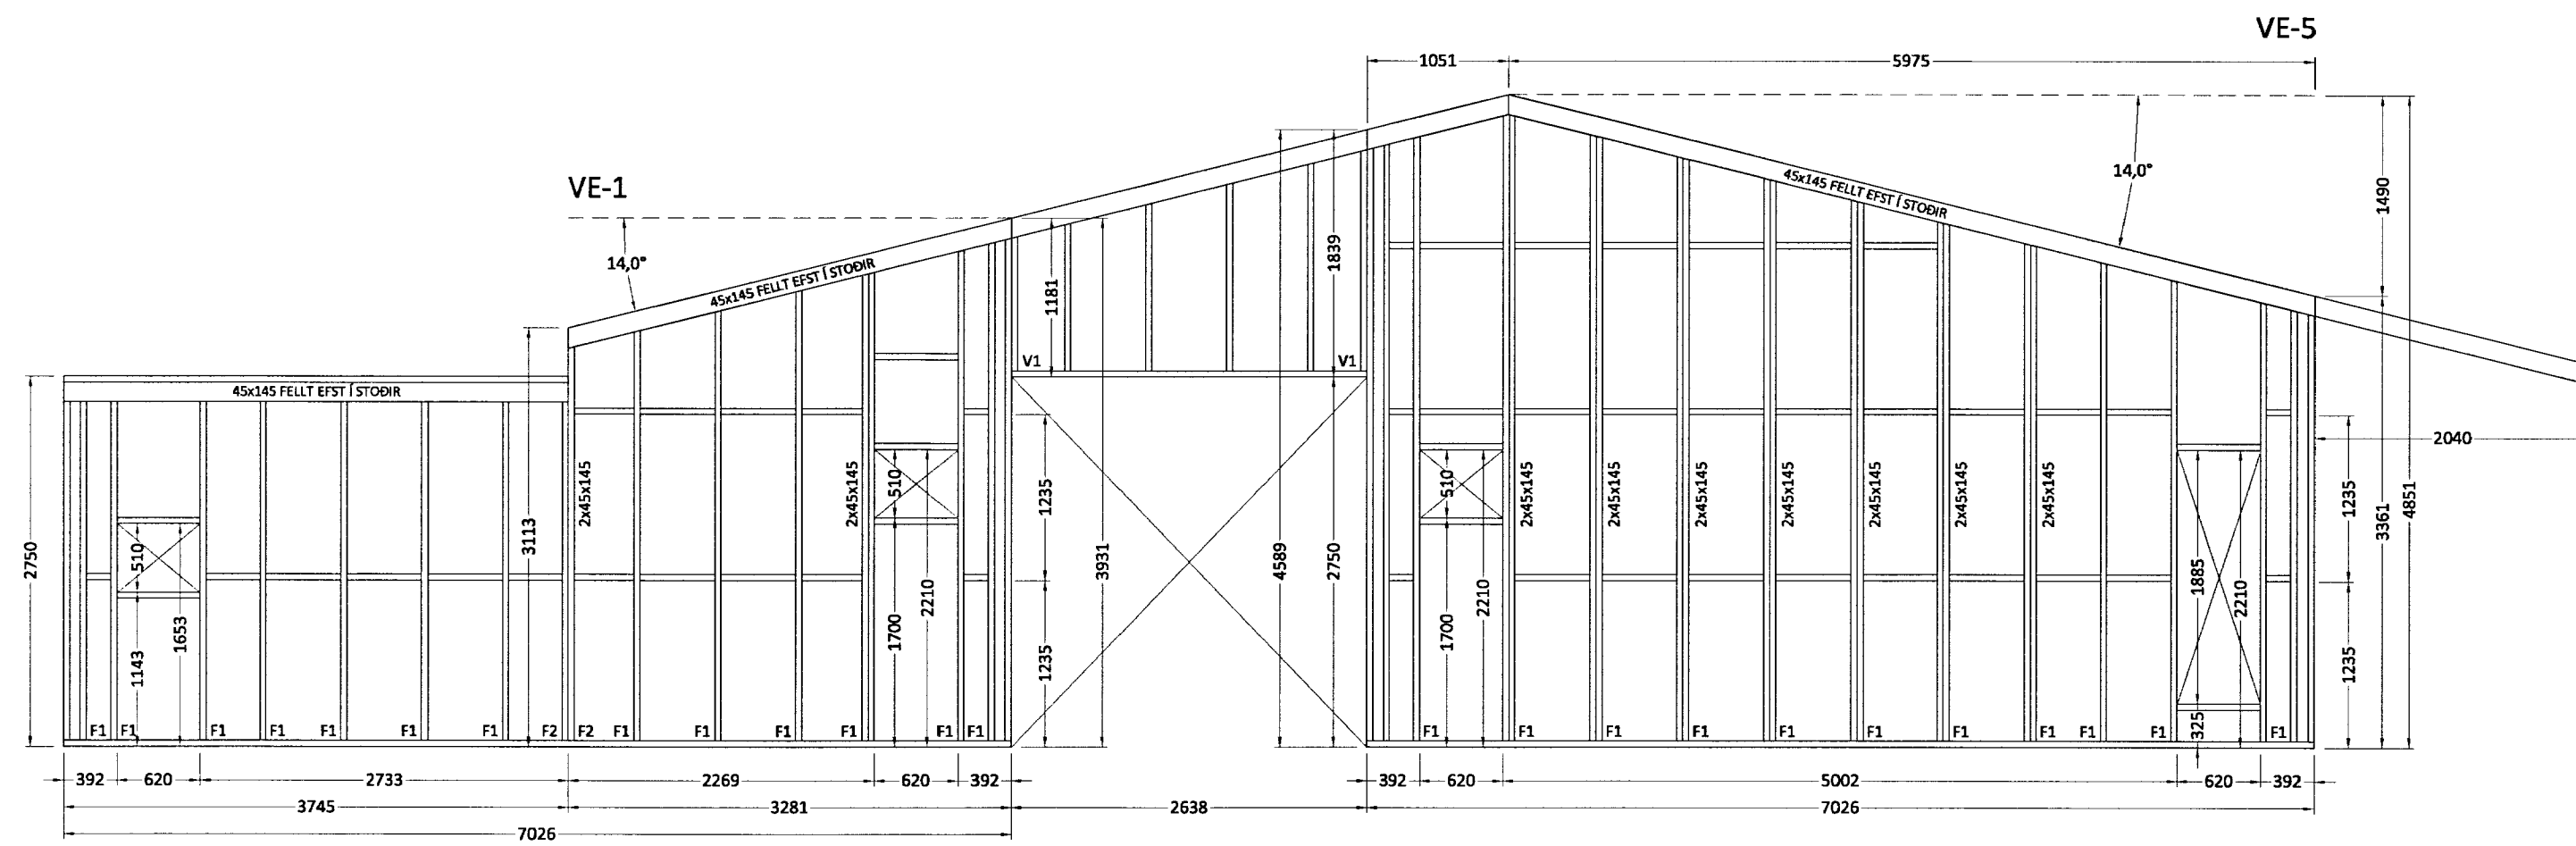 VE-5
1051
5975
VE-1
14,0°
14,0°
45x145 FELLT EFST Í STOÐIR
45x145 FELLT EFST Í STOÐIR
45x145 FELLT EFST Í STOÐIR
1490
1839
1181
V1
V1
2750
3113
3931
4589
2750
3361
4851
2040
510
1143
1653
2x45x145
2x45x145
510
1700
2210
1235
1235
510
1700
2210
2x45x145
2x45x145
2x45x145
2x45x145
2x45x145
2x45x145
2x45x145
1885
2210
325
1235
1235
F1 F1 F1 F1 F1 F1 F1 F2 F2 F1 F1 F1 F1 F1 F1 F1 F1 F1 F1 F1 F1 F1 F1 F1 F1 F1
392 620 2733 2269 620 392 392 620 5002 620 392
3745 3281 2638 7026
7026